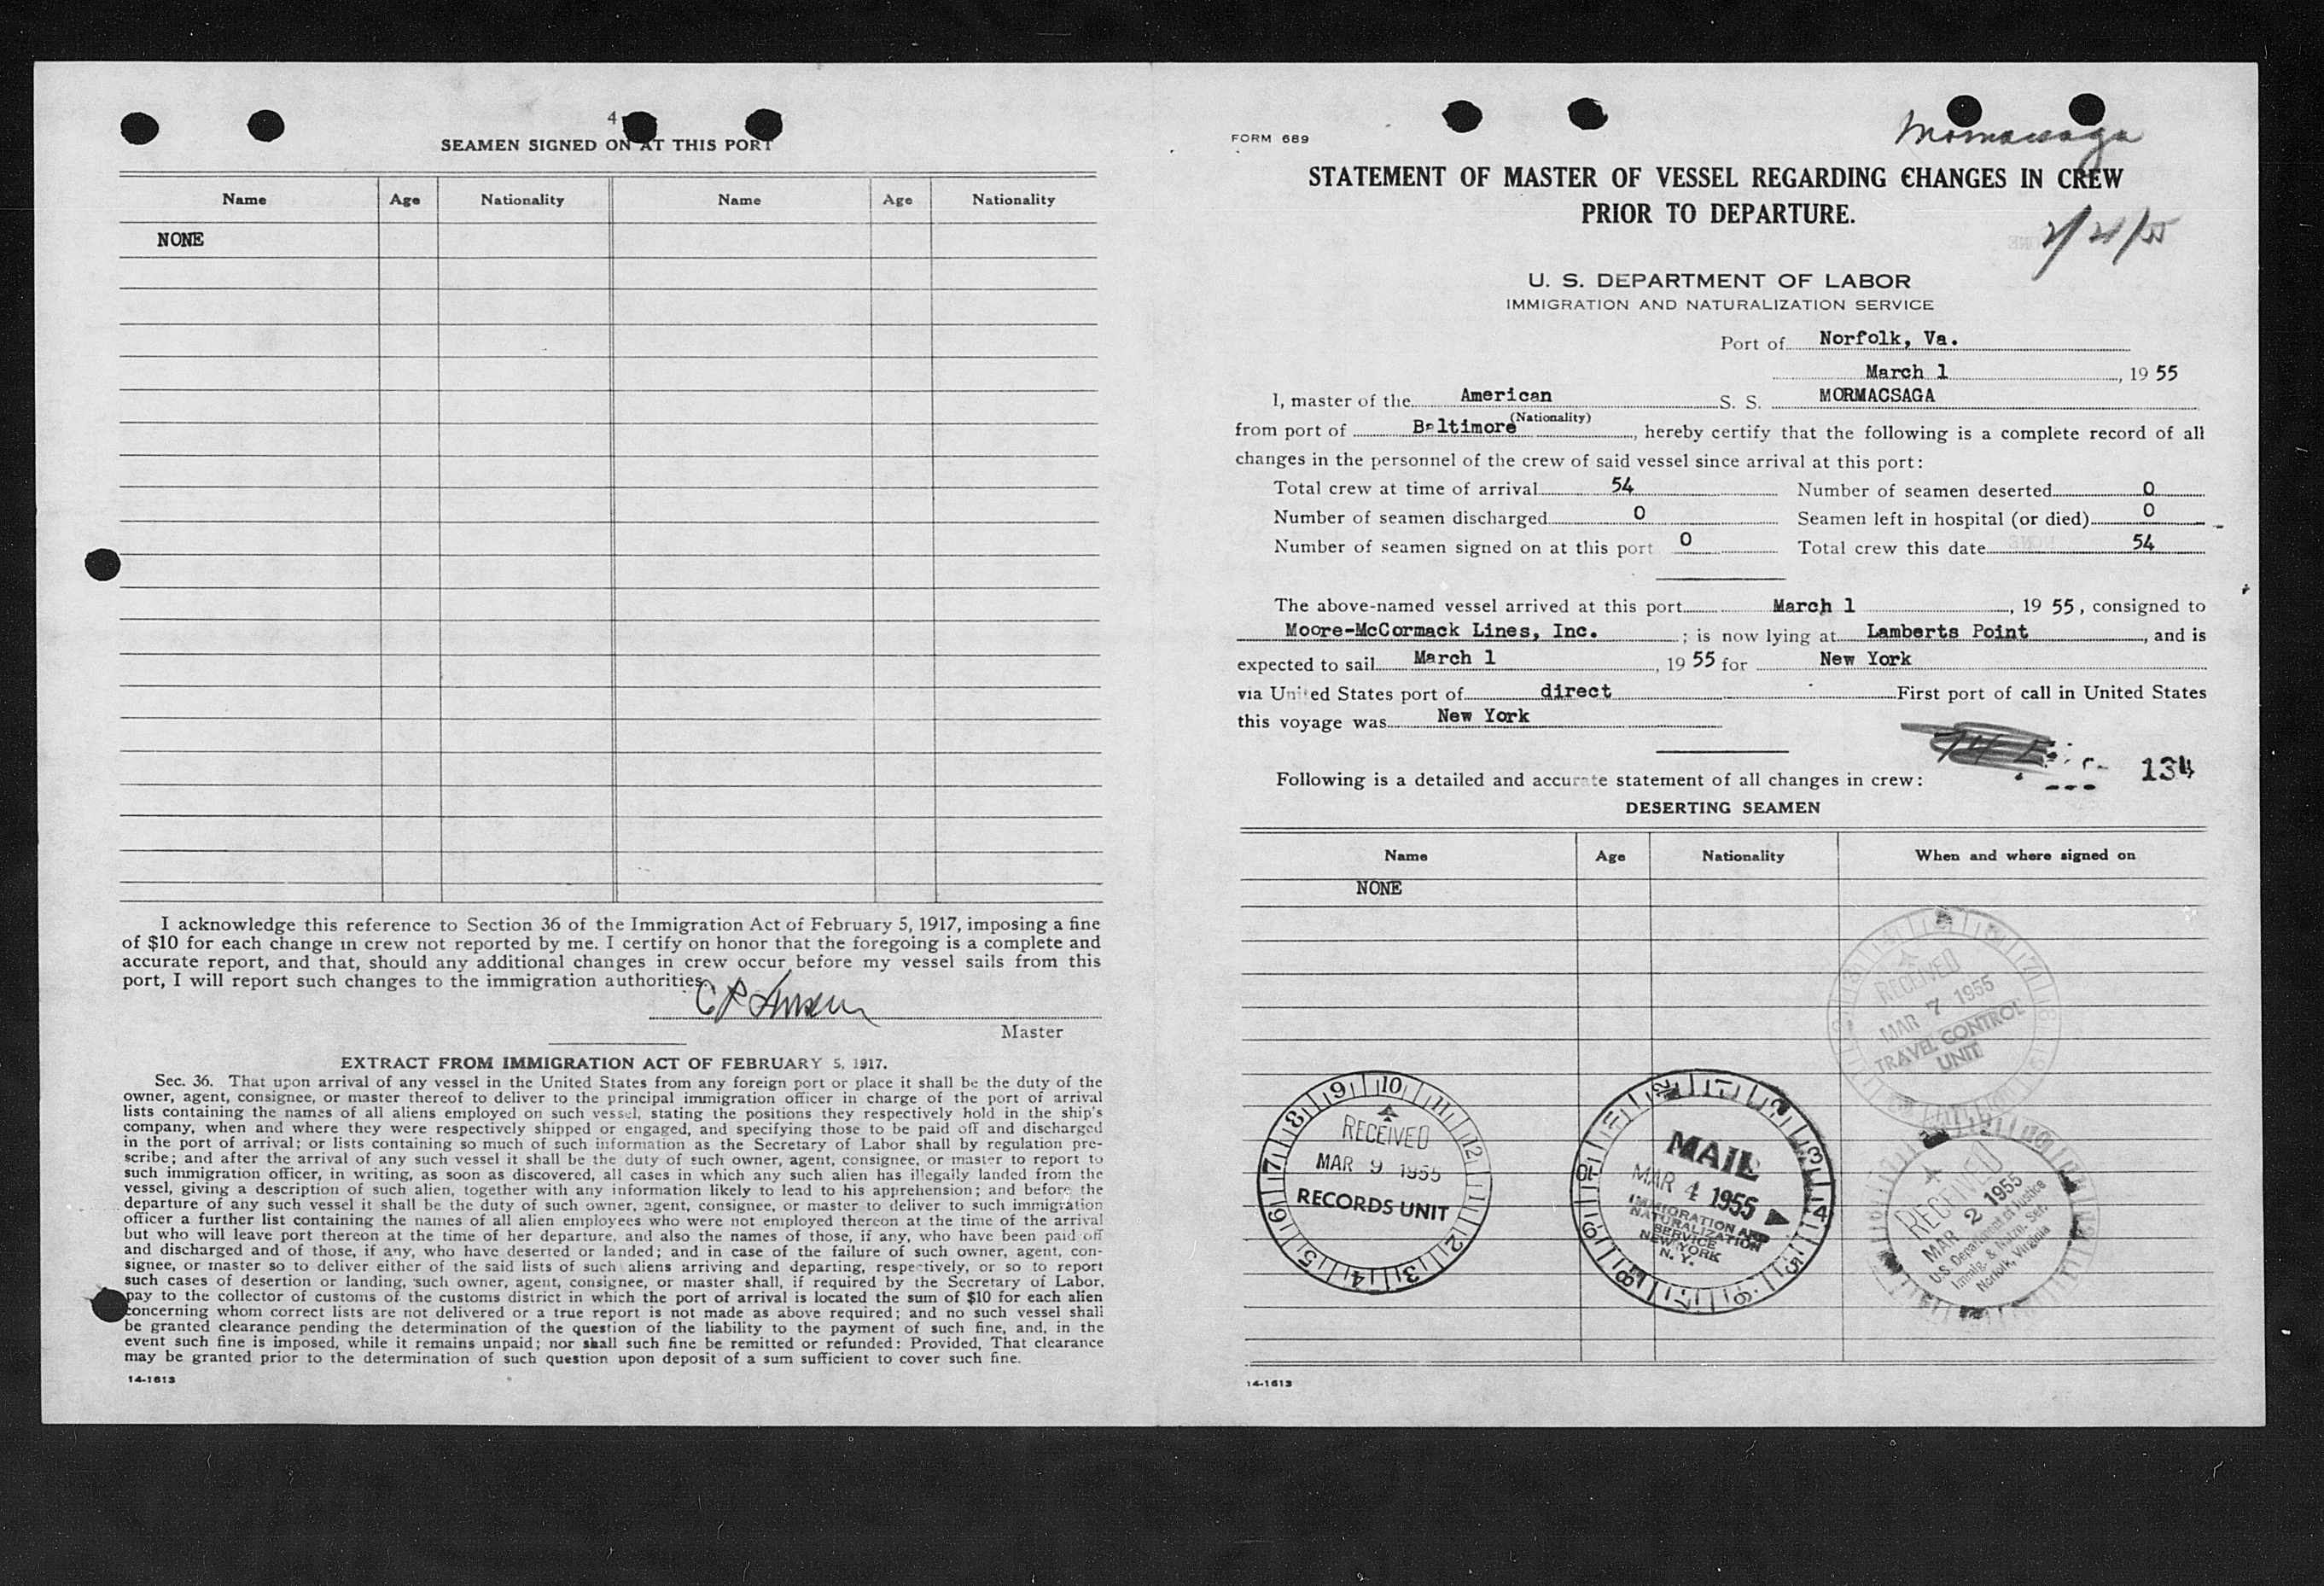 4
SEAMEN SIGNED ON AT THIS PORT
Name Age Nationality Name Age Nationality
NONE
I acknowledge this reference to Section 36 of the Immigration Act of February 5, 1917, imposing a fine
of $10 for each change in crew not reported by me. I certify on honor that the foregoing is a complete and
accurate report, and that, should any additional changes in crew occur before my vessel sails from this
port, I will report such changes to the immigration authorities.
Master
EXTRACT FROM IMMIGRATION ACT OF FEBRUARY 5, 1917.
Sec. 36. That upon arrival of any vessel in the United States from any foreign port or place it shall be the duty of the
owner, agent, consignee, or master thereof to deliver to the principal immigration officer in charge of the port of arrival
lists containing the names of all aliens employed on such vessel, stating the positions they respectively hold in the ship's
company, when and where they were respectively shipped or engaged, and specifying those to be paid off and discharged
in the port of arrival; or lists containing so much of such information as the Secretary of Labor shall by regulation pre-
scribe; and after the arrival of any such vessel it shall be the duty of such owner, agent, consignee, or master to report to
such immigration officer, in writing, as soon as discovered, all cases in which any such alien has illegally landed from the
vessel, giving a description of such alien, together with any information likely to lead to his apprehension; and before the
departure of any such vessel it shall be the duty of such owner, agent, consignee, or master to deliver to such immigration
officer a further list containing the names of all alien employees who were not employed thereon at the time of the arrival
but who will leave port thereon at the time of her departure, and also the names of those, if any, who have been paid off
and discharged and of those, if any, who have deserted or landed; and in case of the failure of such owner, agent, con-
signee, or master so to deliver either of the said lists of such aliens arriving and departing, respectively, or so to report
such cases of desertion or landing, such owner, agent, consignee, or master shall, if required by the Secretary of Labor,
pay to the collector of customs of the customs district in which the port of arrival is located the sum of $10 for each alien
concerning whom correct lists are not delivered or a true report is not made as above required; and no such vessel shall
be granted clearance pending the determination of the question of the liability to the payment of such fine, and, in the
event such fine is imposed, while it remains unpaid; nor shall such fine be remitted or refunded: Provided, That clearance
may be granted prior to the determination of such question upon deposit of a sum sufficient to cover such fine.
14-1613
FORM 689
Mormacsaga
STATEMENT OF MASTER OF VESSEL REGARDING CHANGES IN CREW
PRIOR TO DEPARTURE.
U. S. DEPARTMENT OF LABOR
IMMIGRATION AND NATURALIZATION SERVICE
Port of Norfolk, Va.
March 1, 19 55
I, master of the American S. S. MORMACSAGA
(Nationality)
from port of Baltimore, hereby certify that the following is a complete record of all
changes in the personnel of the crew of said vessel since arrival at this port:
Total crew at time of arrival 54 Number of seamen deserted 0
Number of seamen discharged 0 Seamen left in hospital (or died) 0
Number of seamen signed on at this port 0 Total crew this date 54
The above-named vessel arrived at this port March 1, 19 55, consigned to
Moore-McCormack Lines, Inc.; is now lying at Lamberts Point, and is
expected to sail March 1, 19 55 for New York
via United States port of direct First port of call in United States
this voyage was New York
134
Following is a detailed and accurate statement of all changes in crew:
DESERTING SEAMEN
Name Age Nationality When and where signed on
NONE
RECEIVED
MAR 7 1955
TRAVEL CONTROL
UNIT
RECEIVED
MAR 9 1955
RECORDS UNIT
MAIL
MAR 4 1955
IMMIGRATION AND
NATURALIZATION
SERVICE
NEW YORK
N. Y.
RECEIVED
MAR 2 1955
U.S. Department of Justice
Immig. & Natzn. Ser.
Norfolk, Virginia
14-1613